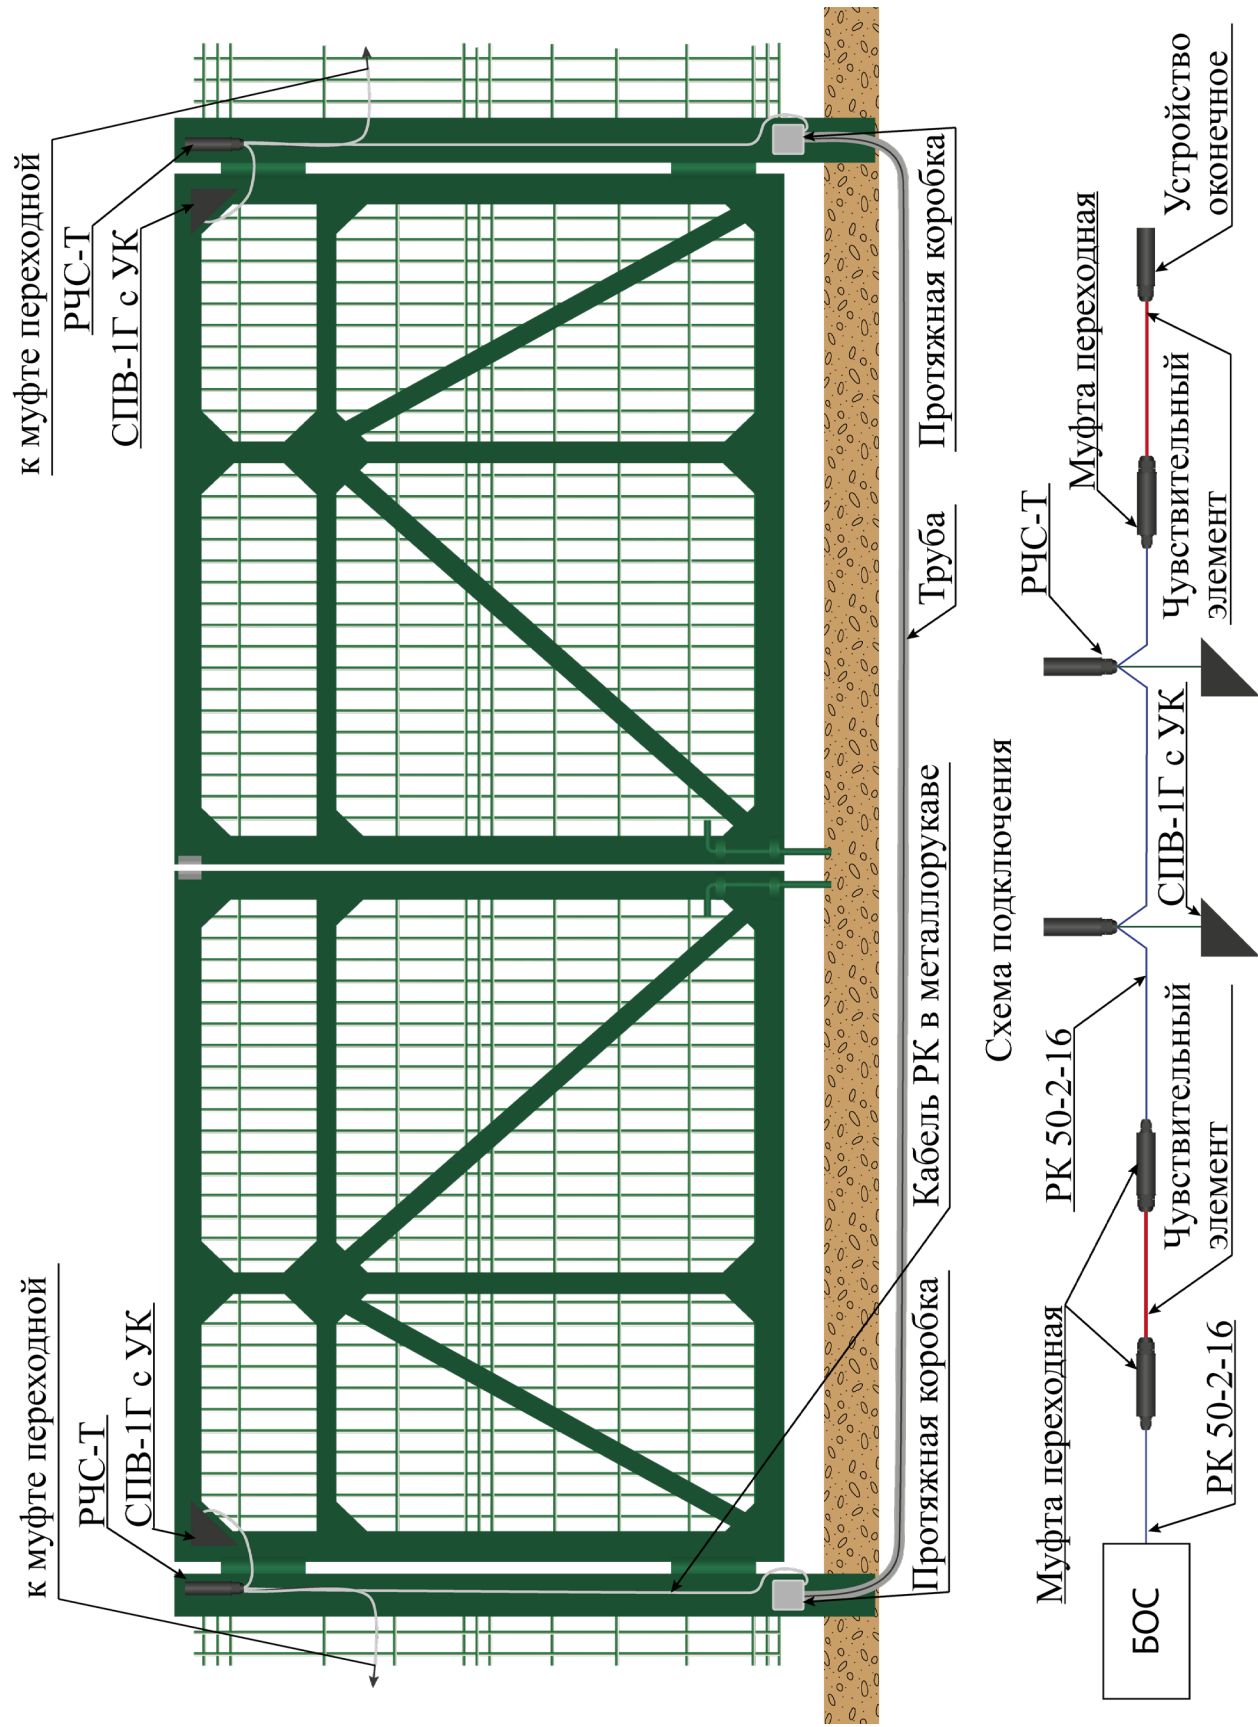 к муфте переходной
РЧС-Т
СПВ-1Г с УК
к муфте переходной
РЧС-Т
СПВ-1Г с УК
Протяжная коробка
Кабель РК в металлорукаве
Труба
Протяжная коробка
Схема подключения
БОС
РК 50-2-16
Муфта переходная
Чувствительный
элемент
РК 50-2-16
СПВ-1Г с УК
РЧС-Т
Муфта переходная
Чувствительный
элемент
Устройство
оконечное